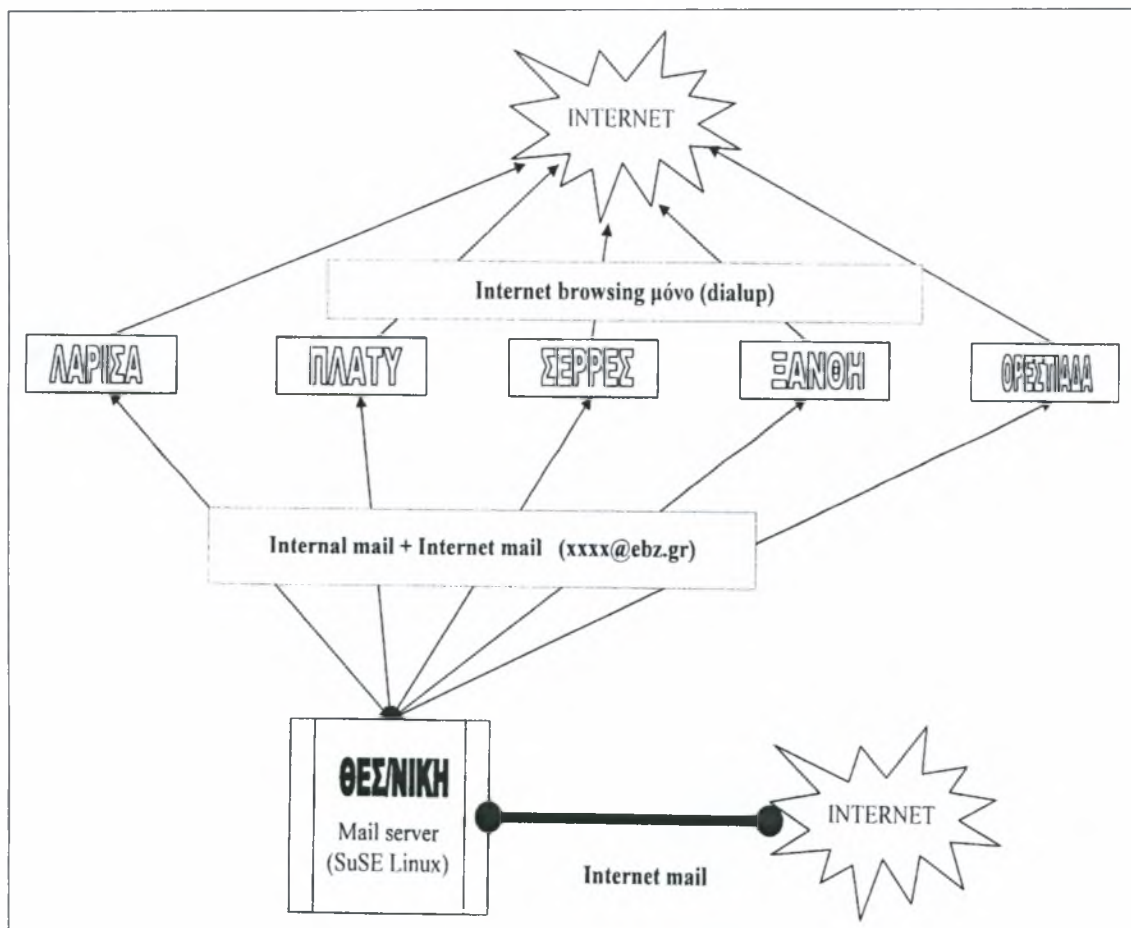 INTERNET
Internet browsing μόνο (dialup)
ΛΑΡΙΣΑ
ΠΛΑΤΥ
ΣΕΡΡΕΣ
ΞΑΝΘΗ
ΟΡΕΣΤΙΑΔΑ
Internal mail + Internet mail (xxxx@ebz.gr)
ΘΕΣ/ΝΙΚΗ
Mail server
(SuSE Linux)
INTERNET
Internet mail